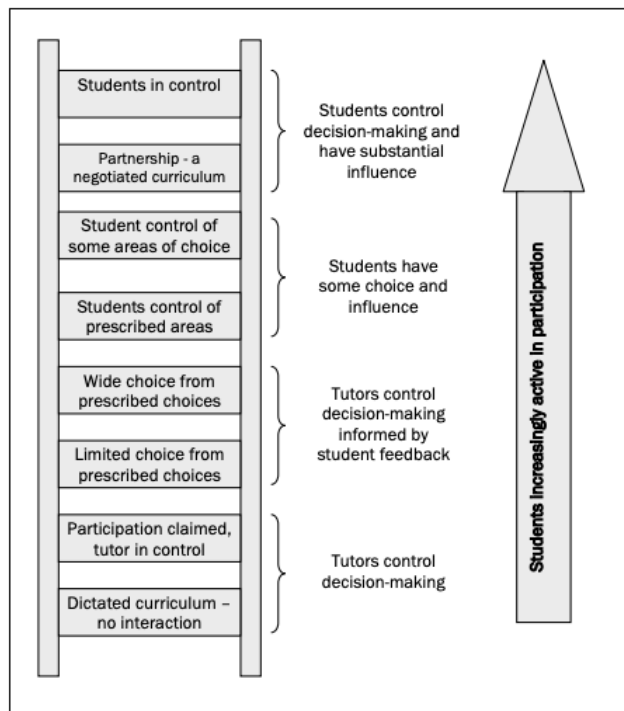 Students in control
Partnership - a
negotiated curriculum
Students control
decision-making and
have substantial
influence
Student control of
some areas of choice
Students control of
prescribed areas
Students have
some choice and
influence
Wide choice from
prescribed choices
Limited choice from
prescribed choices
Tutors control
decision-making
informed by
student feedback
Participation claimed,
tutor in control
Dictated curriculum –
no interaction
Tutors control
decision-making
Students increasingly active in participation